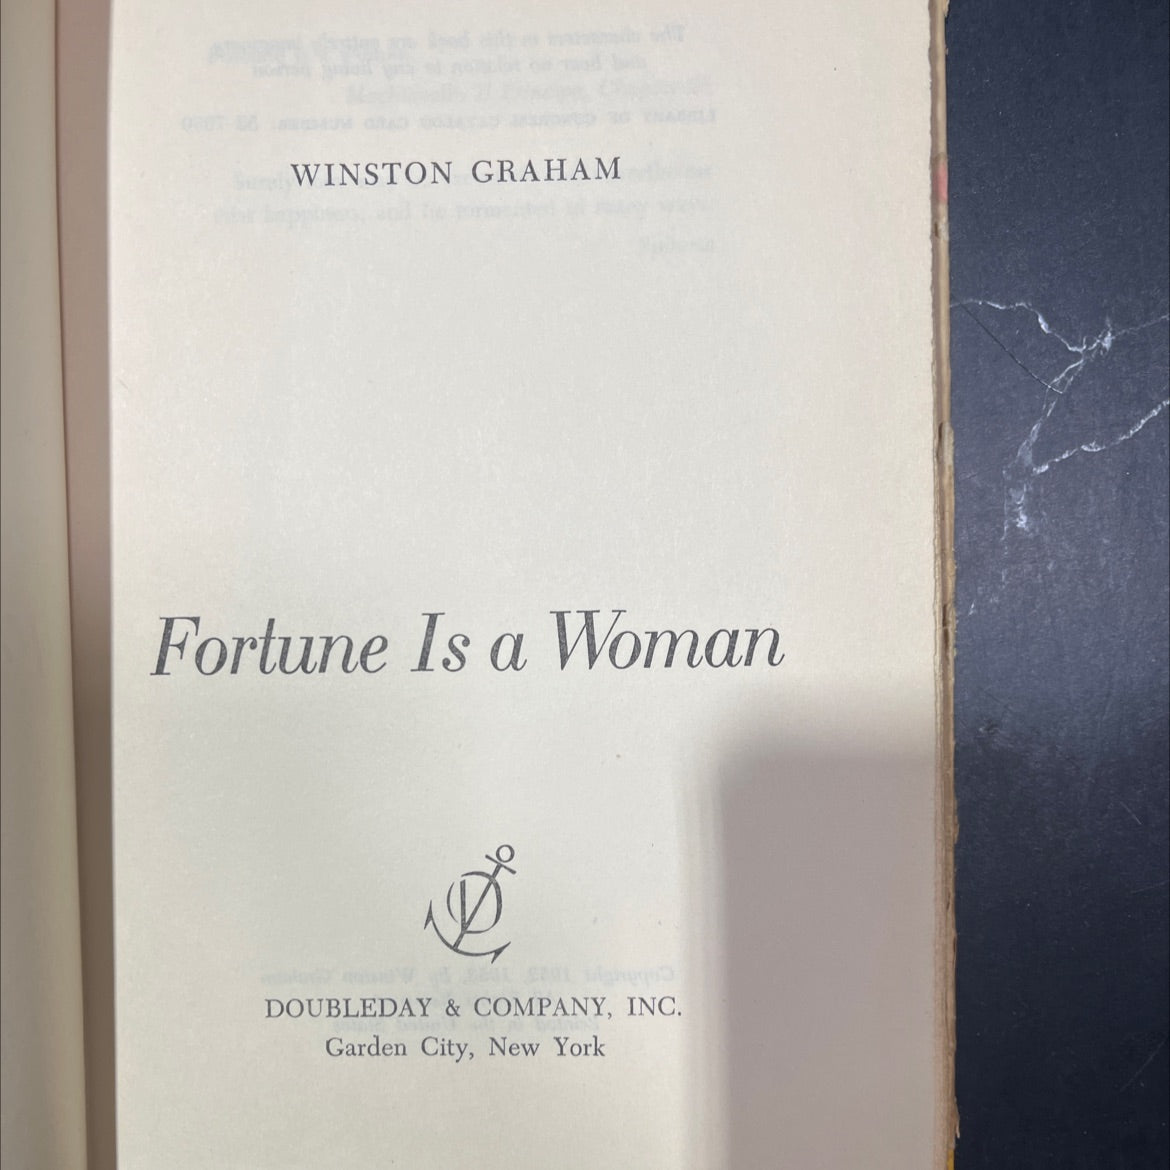 WINSTON GRAHAM
Fortune Is a Woman
D
DOUBLEDAY & COMPANY, INC.
Garden City, New York